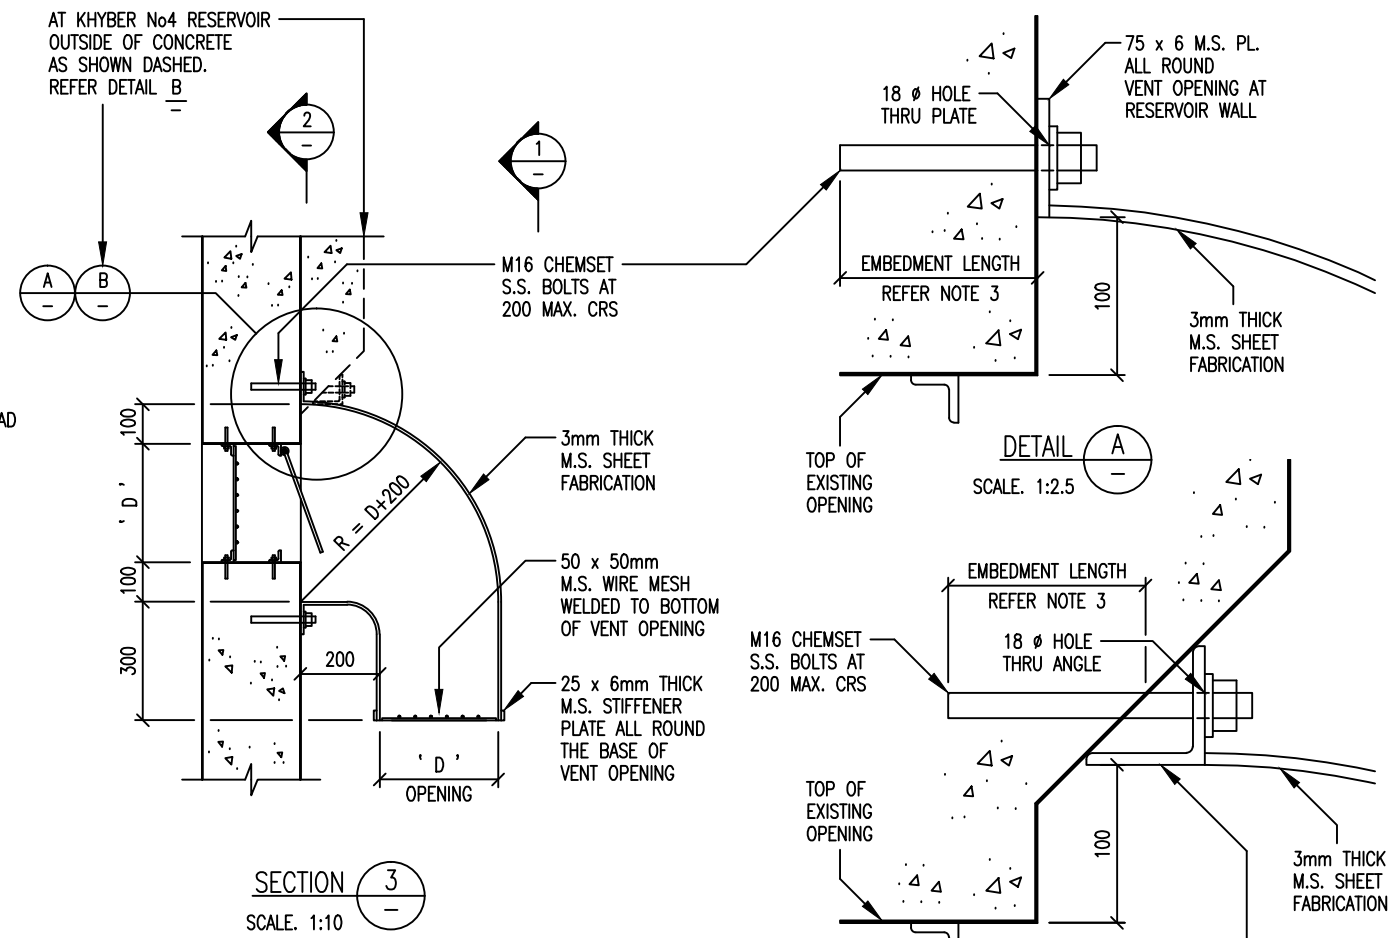 AT KHYBER No4 RESERVOIR
OUTSIDE OF CONCRETE
AS SHOWN DASHED.
REFER DETAIL B
–
2
–
1
–
A
–
B
–
M16 CHEMSET
S.S. BOLTS AT
200 MAX. CRS
AD
100
' D '
100
300
200
R = D+200
3mm THICK
M.S. SHEET
FABRICATION
50 x 50mm
M.S. WIRE MESH
WELDED TO BOTTOM
OF VENT OPENING
25 x 6mm THICK
M.S. STIFFENER
PLATE ALL ROUND
THE BASE OF
VENT OPENING
' D '
OPENING
SECTION 3
–
SCALE. 1:10
75 x 6 M.S. PL.
ALL ROUND
VENT OPENING AT
RESERVOIR WALL
18 ø HOLE
THRU PLATE
EMBEDMENT LENGTH
REFER NOTE 3
100
3mm THICK
M.S. SHEET
FABRICATION
TOP OF
EXISTING
OPENING
DETAIL A
–
SCALE. 1:2.5
EMBEDMENT LENGTH
REFER NOTE 3
M16 CHEMSET
S.S. BOLTS AT
200 MAX. CRS
18 ø HOLE
THRU ANGLE
TOP OF
EXISTING
OPENING
100
3mm THICK
M.S. SHEET
FABRICATION